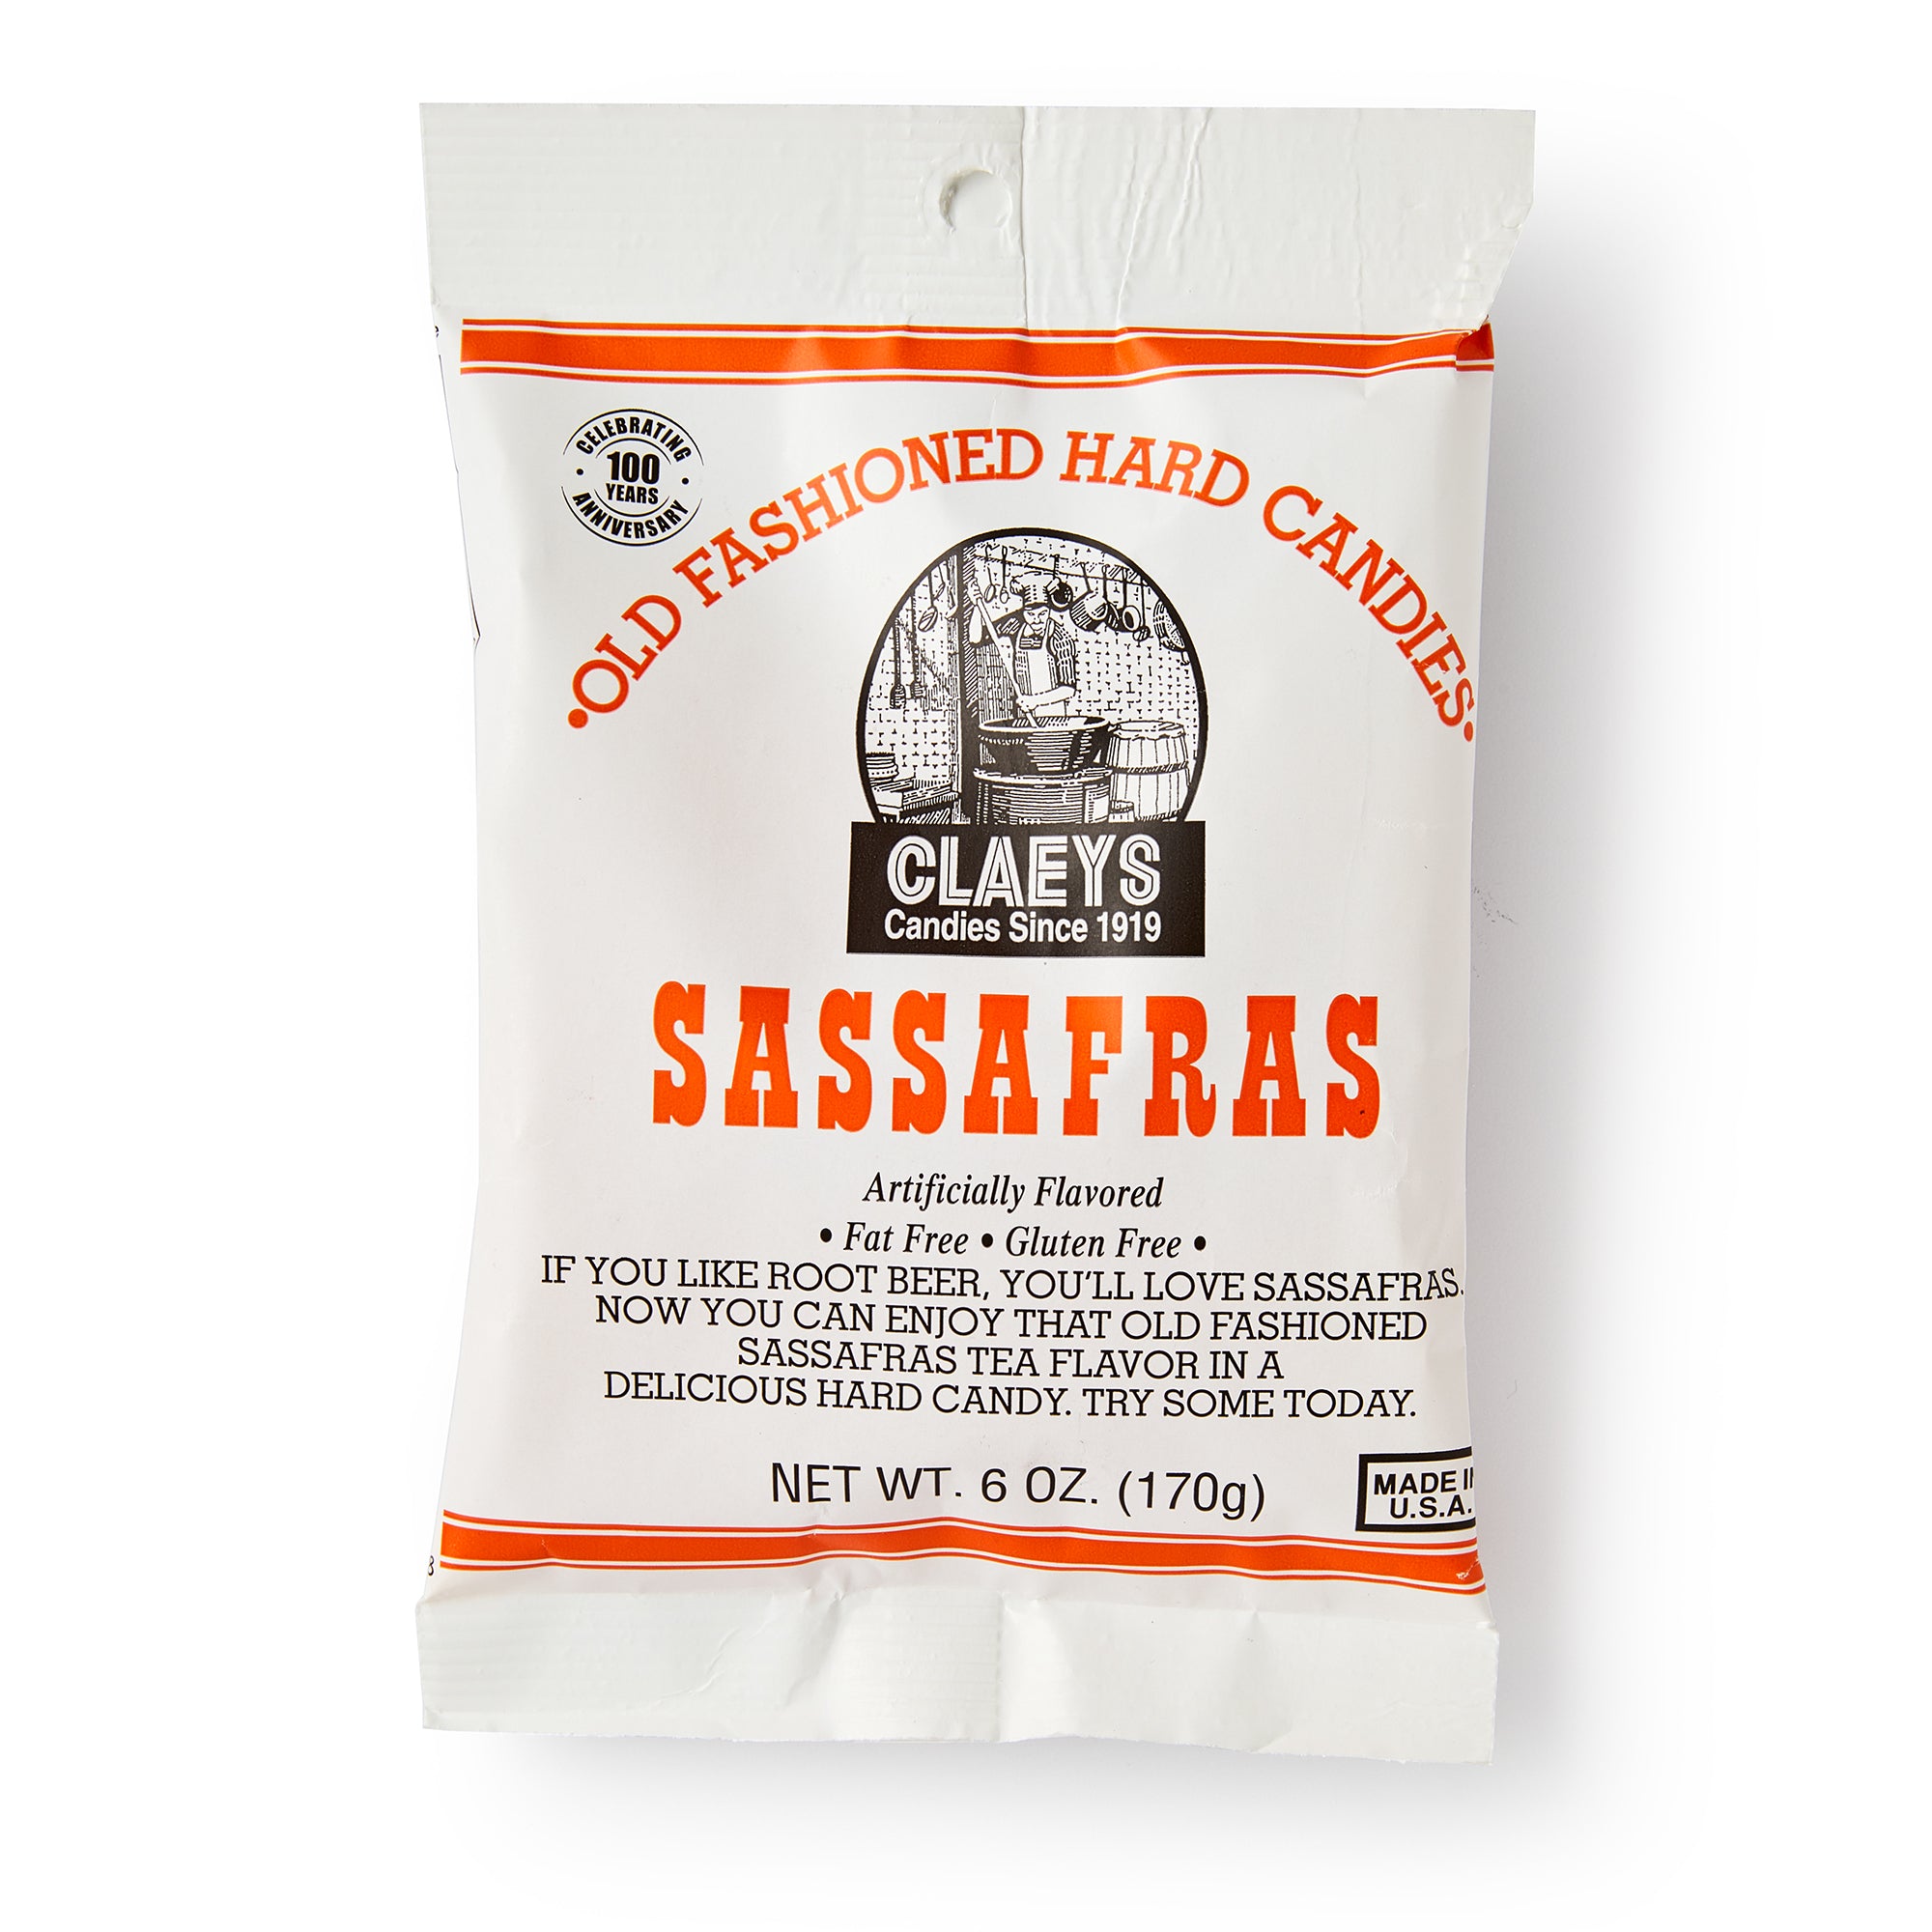 CELEBRATING
100
YEARS
ANNIVERSARY
•OLD FASHIONED HARD CANDIES•
CLAEYS
Candies Since 1919
SASSAFRAS
Artificially Flavored
• Fat Free • Gluten Free •
IF YOU LIKE ROOT BEER, YOU'LL LOVE SASSAFRAS.
NOW YOU CAN ENJOY THAT OLD FASHIONED
SASSAFRAS TEA FLAVOR IN A
DELICIOUS HARD CANDY. TRY SOME TODAY.
NET WT. 6 OZ. (170g)
MADE IN
U.S.A.